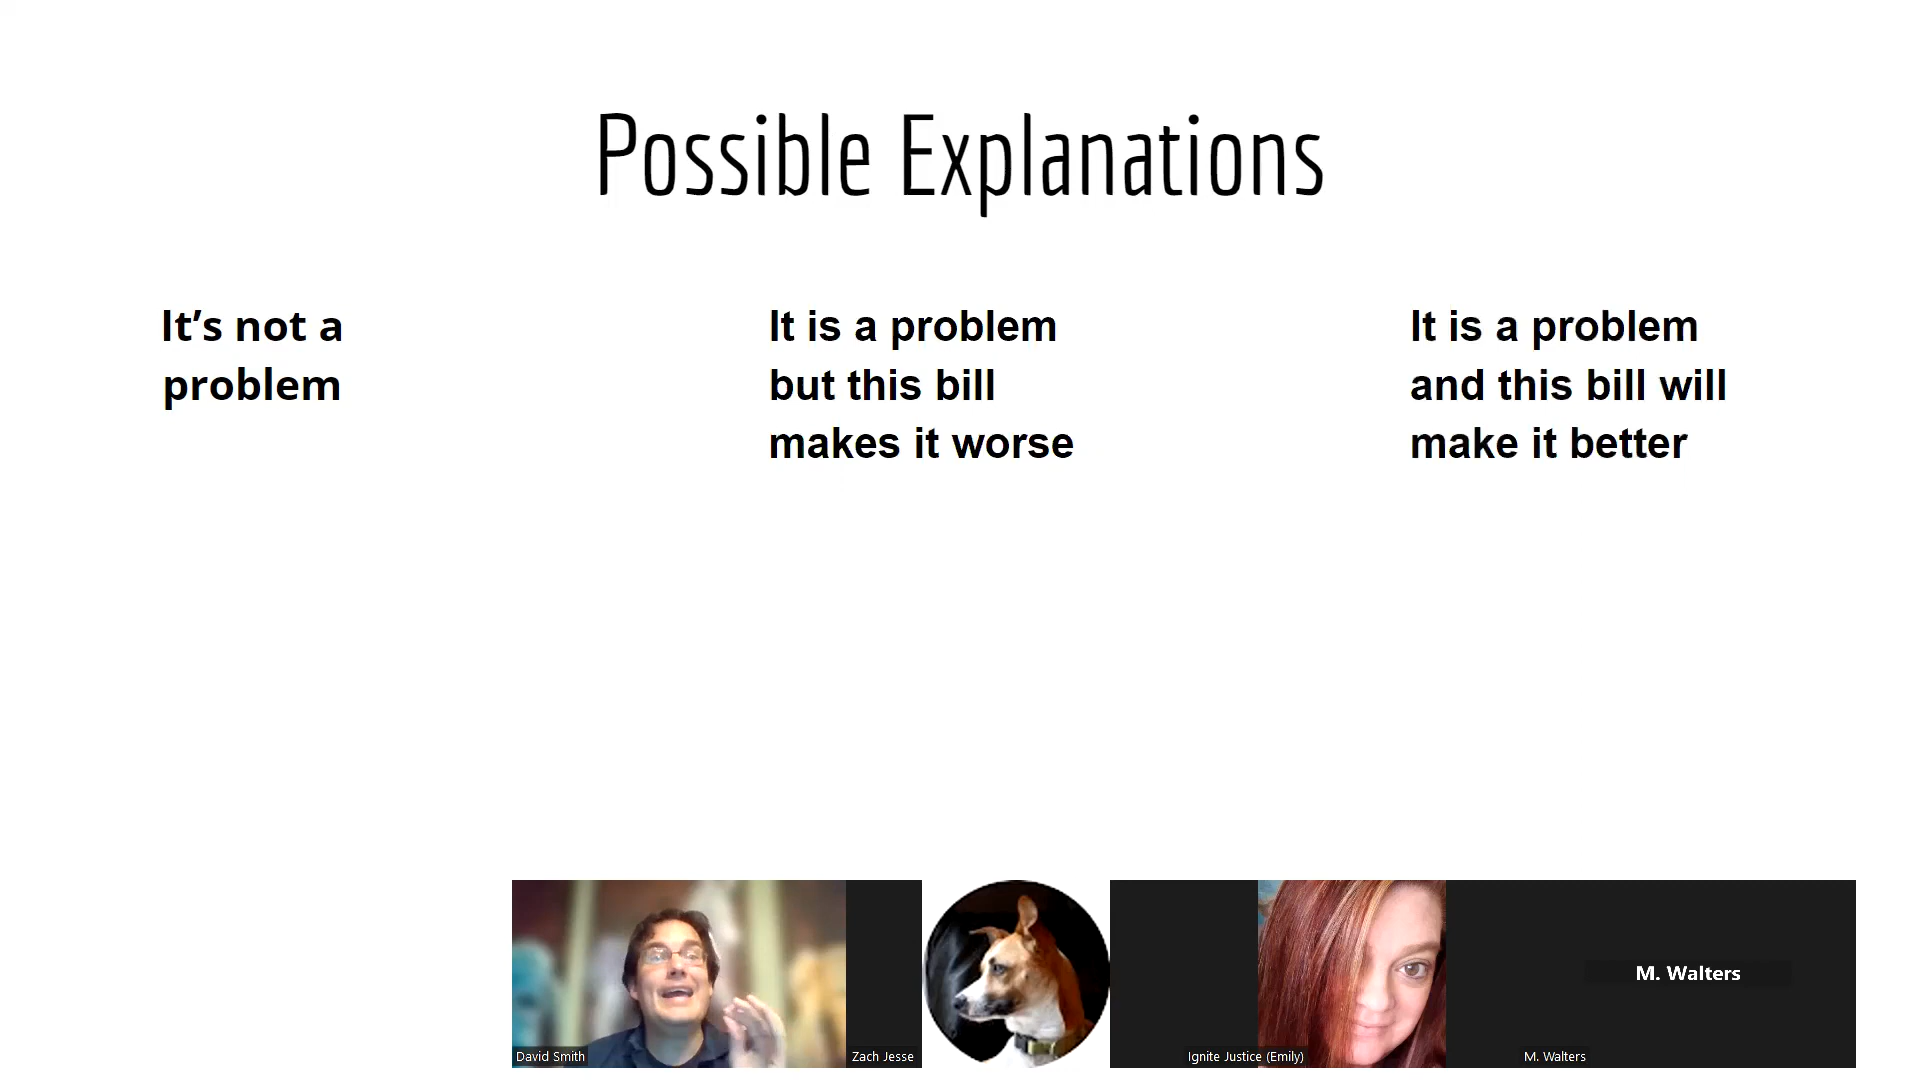 Possible Explanations
It’s not a
problem
It is a problem
but this bill
makes it worse
It is a problem
and this bill will
make it better
M. Walters
David Smith
Zach Jesse
Ignite Justice (Emily)
M. Walters